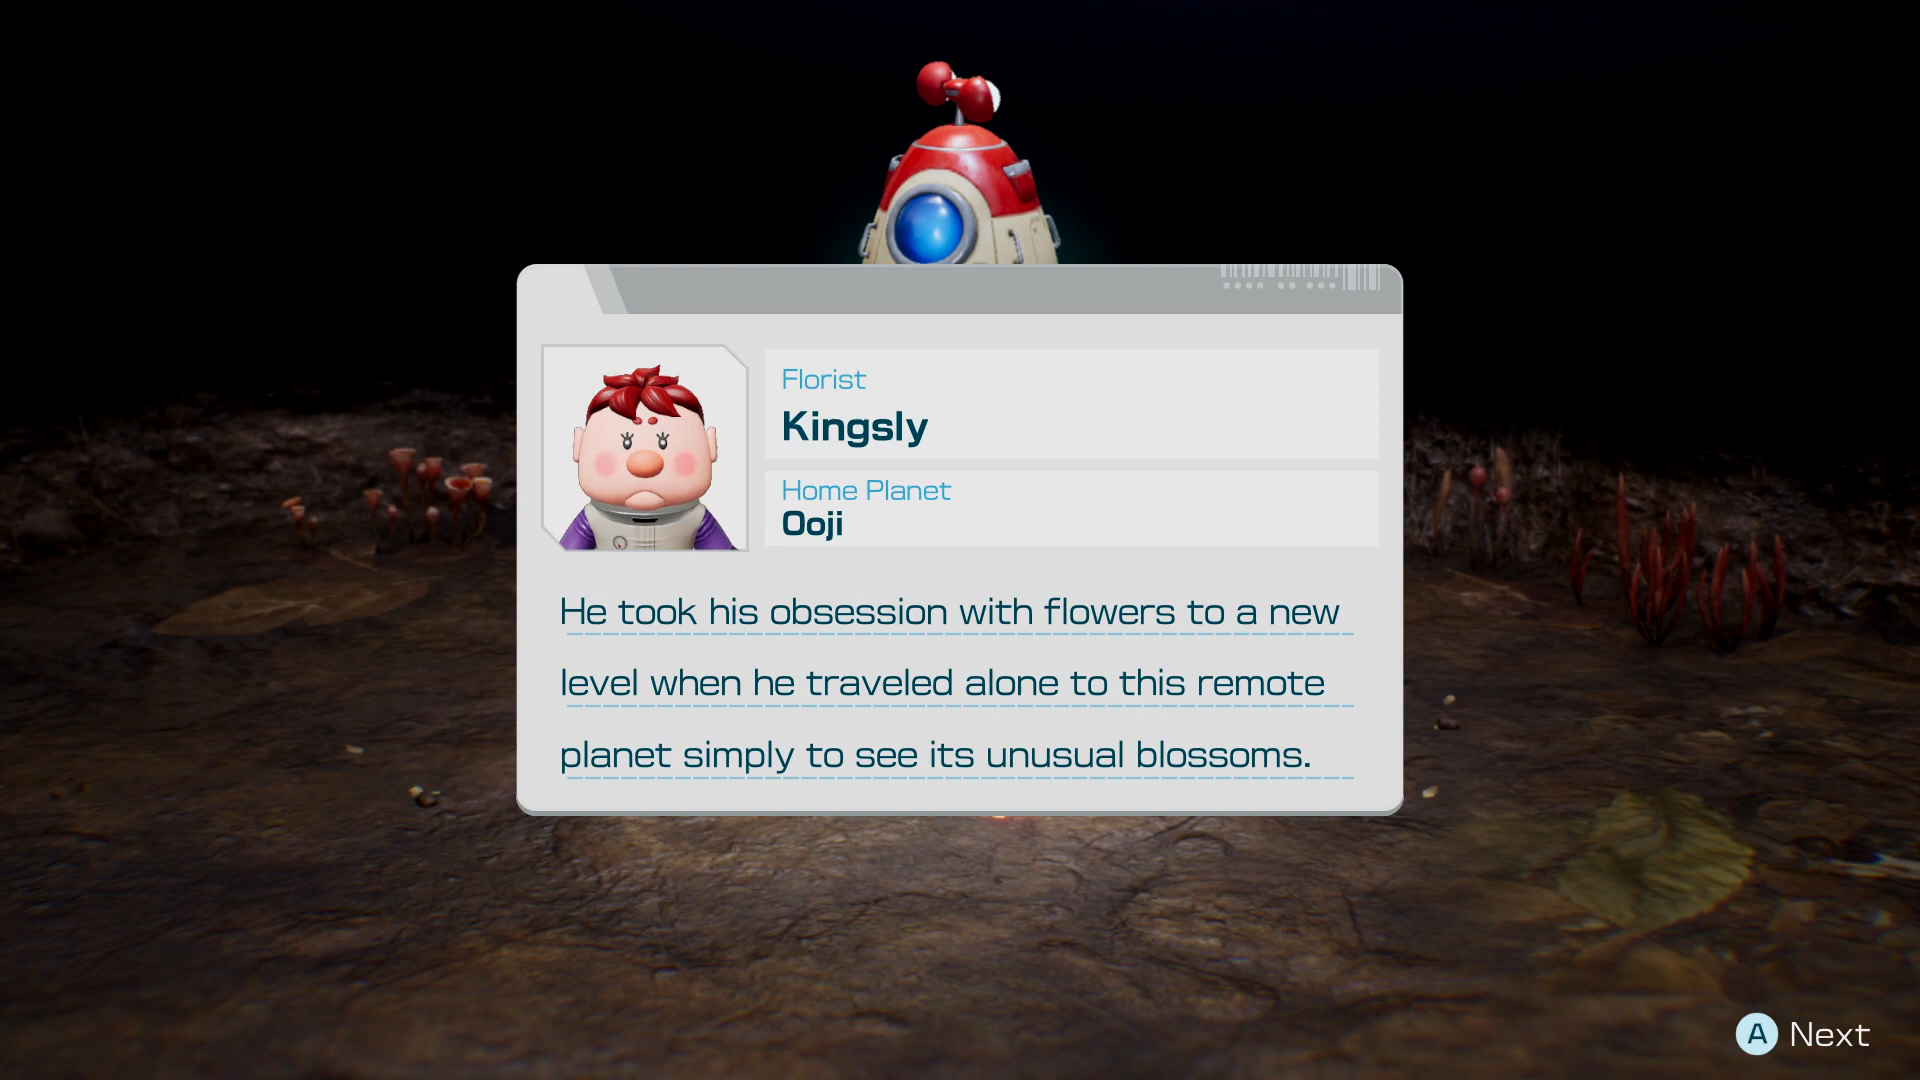 Florist
Kingsly
Home Planet
Ooji
He took his obsession with flowers to a new
level when he traveled alone to this remote
planet simply to see its unusual blossoms.
A Next